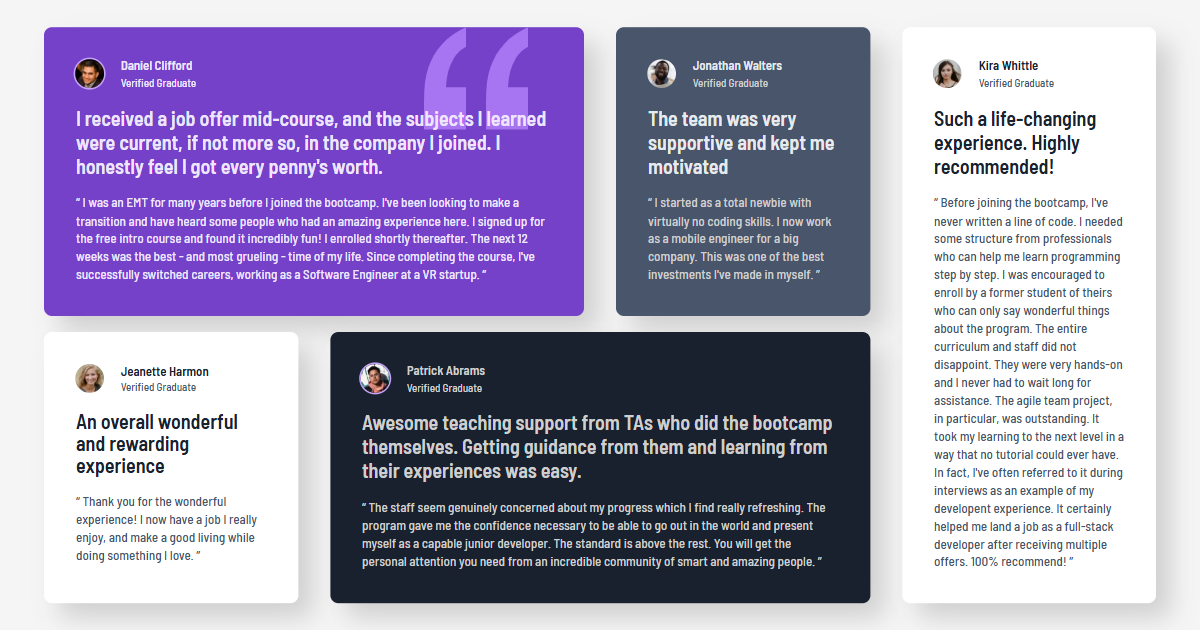 Daniel Clifford
Verified Graduate
I received a job offer mid-course, and the subjects I learned
were current, if not more so, in the company I joined. I
honestly feel I got every penny's worth.
“ I was an EMT for many years before I joined the bootcamp. I've been looking to make a
transition and have heard some people who had an amazing experience here. I signed up for
the free intro course and found it incredibly fun! I enrolled shortly thereafter. The next 12
weeks was the best - and most grueling - time of my life. Since completing the course, I've
successfully switched careers, working as a Software Engineer at a VR startup. ”
Jonathan Walters
Verified Graduate
The team was very
supportive and kept me
motivated
“ I started as a total newbie with
virtually no coding skills. I now work
as a mobile engineer for a big
company. This was one of the best
investments I've made in myself. ”
Kira Whittle
Verified Graduate
Such a life-changing
experience. Highly
recommended!
“ Before joining the bootcamp, I've
never written a line of code. I needed
some structure from professionals
who can help me learn programming
step by step. I was encouraged to
enroll by a former student of theirs
who can only say wonderful things
about the program. The entire
curriculum and staff did not
disappoint. They were very hands-on
and I never had to wait long for
assistance. The agile team project,
in particular, was outstanding. It
took my learning to the next level in a
way that no tutorial could ever have.
In fact, I've often referred to it during
interviews as an example of my
developent experience. It certainly
helped me land a job as a full-stack
developer after receiving multiple
offers. 100% recommend! ”
Jeanette Harmon
Verified Graduate
An overall wonderful
and rewarding
experience
“ Thank you for the wonderful
experience! I now have a job I really
enjoy, and make a good living while
doing something I love. ”
Patrick Abrams
Verified Graduate
Awesome teaching support from TAs who did the bootcamp
themselves. Getting guidance from them and learning from
their experiences was easy.
“ The staff seem genuinely concerned about my progress which I find really refreshing. The
program gave me the confidence necessary to be able to go out in the world and present
myself as a capable junior developer. The standard is above the rest. You will get the
personal attention you need from an incredible community of smart and amazing people. ”